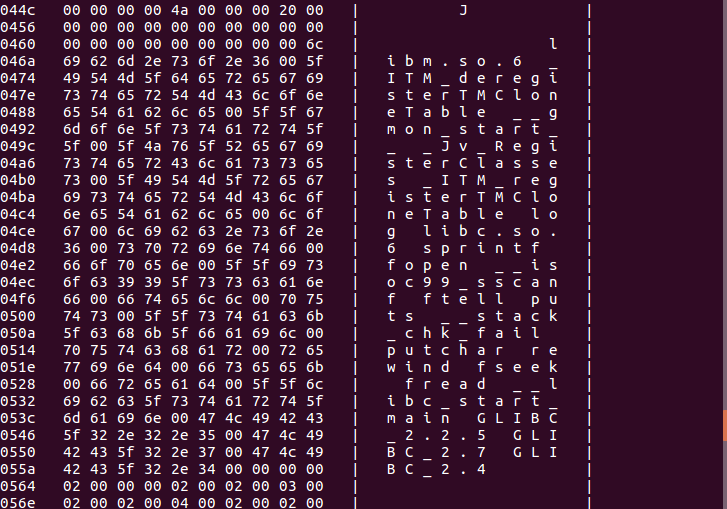 044c 00 00 00 00 4a 00 00 00 20 00 | J |
0456 00 00 00 00 00 00 00 00 00 00 | |
0460 00 00 00 00 00 00 00 00 00 6c | l |
046a 69 62 6d 2e 73 6f 2e 36 00 5f | i b m . s o . 6 _ |
0474 49 54 4d 5f 64 65 72 65 67 69 | I T M _ d e r e g i |
047e 73 74 65 72 54 4d 43 6c 6f 6e | s t e r T M C l o n |
0488 65 54 61 62 6c 65 00 5f 5f 67 | e T a b l e _ _ g |
0492 6d 6f 6e 5f 73 74 61 72 74 5f | m o n _ s t a r t _ |
049c 5f 00 5f 4a 76 5f 52 65 67 69 | _ _ J v _ R e g i |
04a6 73 74 65 72 43 6c 61 73 73 65 | s t e r C l a s s e |
04b0 73 00 5f 49 54 4d 5f 72 65 67 | s _ I T M _ r e g |
04ba 69 73 74 65 72 54 4d 43 6c 6f | i s t e r T M C l o |
04c4 6e 65 54 61 62 6c 65 00 6c 6f | n e T a b l e l o |
04ce 67 00 6c 69 62 63 2e 73 6f 2e | g l i b c . s o . |
04d8 36 00 73 70 72 69 6e 74 66 00 | 6 s p r i n t f |
04e2 66 6f 70 65 6e 00 5f 5f 69 73 | f o p e n _ _ i s |
04ec 6f 63 39 39 5f 73 73 63 61 6e | o c 9 9 _ s s c a n |
04f6 66 00 66 74 65 6c 6c 00 70 75 | f f t e l l p u |
0500 74 73 00 5f 5f 73 74 61 63 6b | t s _ _ s t a c k |
050a 5f 63 68 6b 5f 66 61 69 6c 00 | _ c h k _ f a i l |
0514 70 75 74 63 68 61 72 00 72 65 | p u t c h a r r e |
051e 77 69 6e 64 00 66 73 65 65 6b | w i n d f s e e k |
0528 00 66 72 65 61 64 00 5f 5f 6c | f r e a d _ _ l |
0532 69 62 63 5f 73 74 61 72 74 5f | i b c _ s t a r t _ |
053c 6d 61 69 6e 00 47 4c 49 42 43 | m a i n G L I B C |
0546 5f 32 2e 32 2e 35 00 47 4c 49 | _ 2 . 2 . 5 G L I |
0550 42 43 5f 32 2e 37 00 47 4c 49 | B C _ 2 . 7 G L I |
055a 42 43 5f 32 2e 34 00 00 00 00 | B C _ 2 . 4 |
0564 02 00 00 00 02 00 02 00 03 00 | |
056e 02 02 00 04 00 02 00 02 00 | |